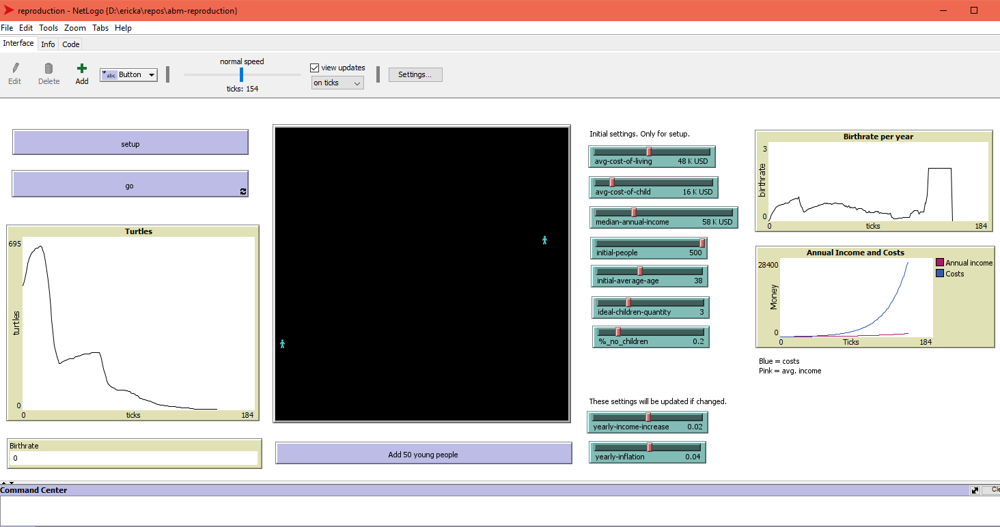 reproduction - NetLogo {D:\ericka\repos\abm-reproduction}
File Edit Tools Zoom Tabs Help
Interface Info Code
Edit
Delete
Add
abc Button
normal speed
ticks: 154
view updates
on ticks
Settings...
setup
go
Turtles
695
turtles
0
0 ticks 184
Birthrate
0
Add 50 young people
Initial settings. Only for setup.
avg-cost-of-living 48 K USD
avg-cost-of-child 16 K USD
median-annual-income 58 K USD
initial-people 500
initial-average-age 38
ideal-children-quantity 3
%_no_children 0.2
These settings will be updated if changed.
yearly-income-increase 0.02
yearly-inflation 0.04
Birthrate per year
3
birthrate
0
0 ticks 184
Annual Income and Costs
28400
Money
0
0 Ticks 184
Annual income
Costs
Blue = costs
Pink = avg. income
Command Center
Cle